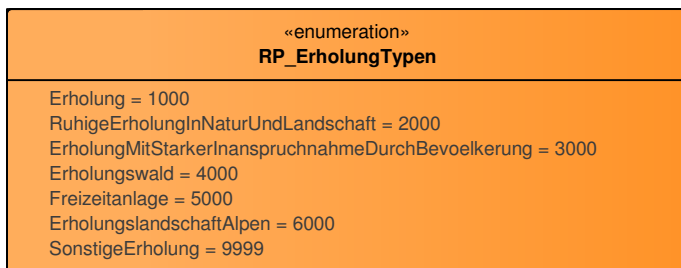 «enumeration»
RP_ErholungTypen
Erholung = 1000
RuhigeErholungInNaturUndLandschaft = 2000
ErholungMitStarkerInanspruchnahmeDurchBevoelkerung = 3000
Erholungswald = 4000
Freizeitanlage = 5000
ErholungslandschaftAlpen = 6000
SonstigeErholung = 9999